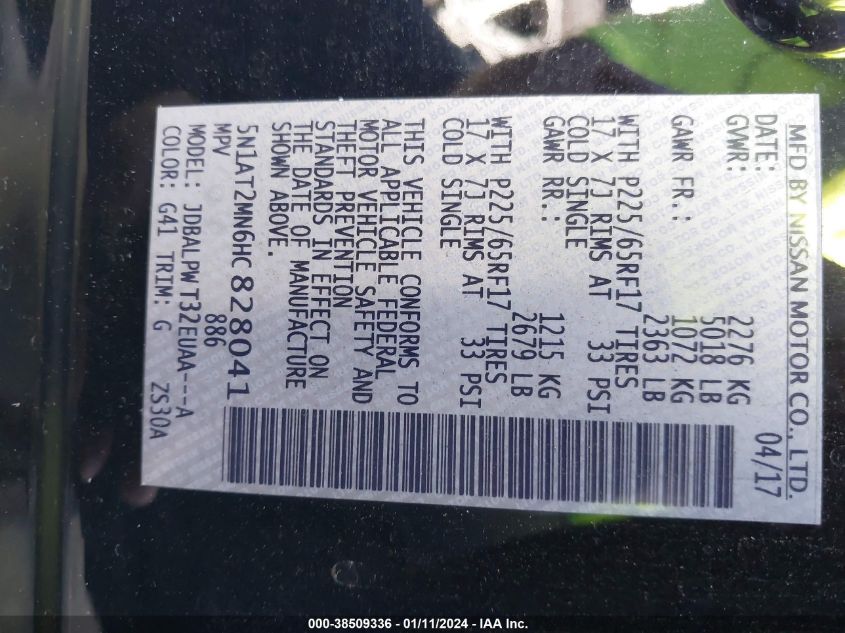 MFD BY NISSAN MOTOR CO., LTD.
DATE: 04/17
GVWR: 2276 KG
5018 LB
GAWR FR.: 1072 KG
2363 LB
WITH P225/65RF17 TIRES
17 X 7J RIMS AT 33 PSI
COLD SINGLE
GAWR RR.: 1215 KG
2679 LB
WITH P225/65RF17 TIRES
17 X 7J RIMS AT 33 PSI
COLD SINGLE
THIS VEHICLE CONFORMS TO
ALL APPLICABLE FEDERAL
MOTOR VEHICLE SAFETY AND
THEFT PREVENTION
STANDARDS IN EFFECT ON
THE DATE OF MANUFACTURE
SHOWN ABOVE.
5N1AT2MN6HC828041
MPV 886
MODEL: JDBALPW T32EUAA---A
COLOR: G41 TRIM: G ZS30A
000-38509336 - 01/11/2024 - IAA Inc.